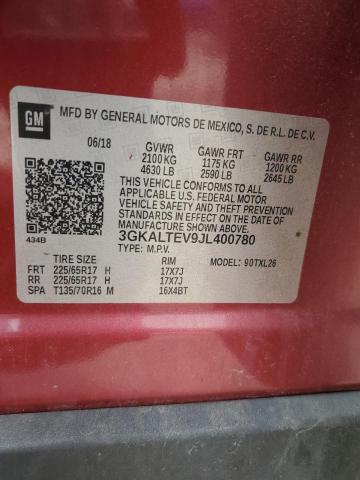 GM
MFD BY GENERAL MOTORS DE MEXICO, S. DE R.L. DE C.V.
06/18 GVWR GAWR FRT GAWR RR
2100 KG 1175 KG 1200 KG
4630 LB 2590 LB 2645 LB
THIS VEHICLE CONFORMS TO ALL
APPLICABLE U.S. FEDERAL MOTOR
VEHICLE SAFETY AND THEFT
PREVENTION STANDARDS IN EFFECT ON
THE DATE OF MANUFACTURE SHOWN ABOVE.
3GKALTEV9JL400780
434B
TYPE: M.P.V. MODEL: 90TXL26
TIRE SIZE RIM
FRT 225/65R17 H 17X7J
RR 225/65R17 H 17X7J
SPA T135/70R16 M 16X4BT